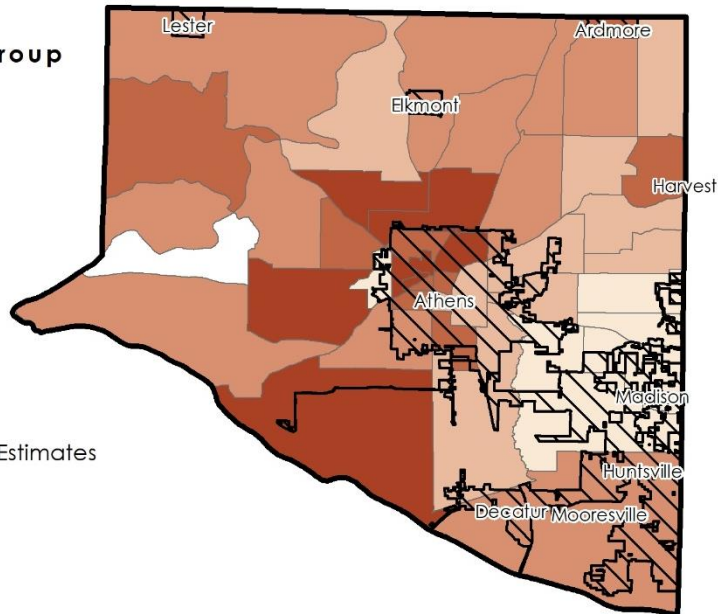 Lester
Ardmore
roup
Elkmont
Harvest
Athens
Madison
Estimates
Huntsville
Decatur Mooresville